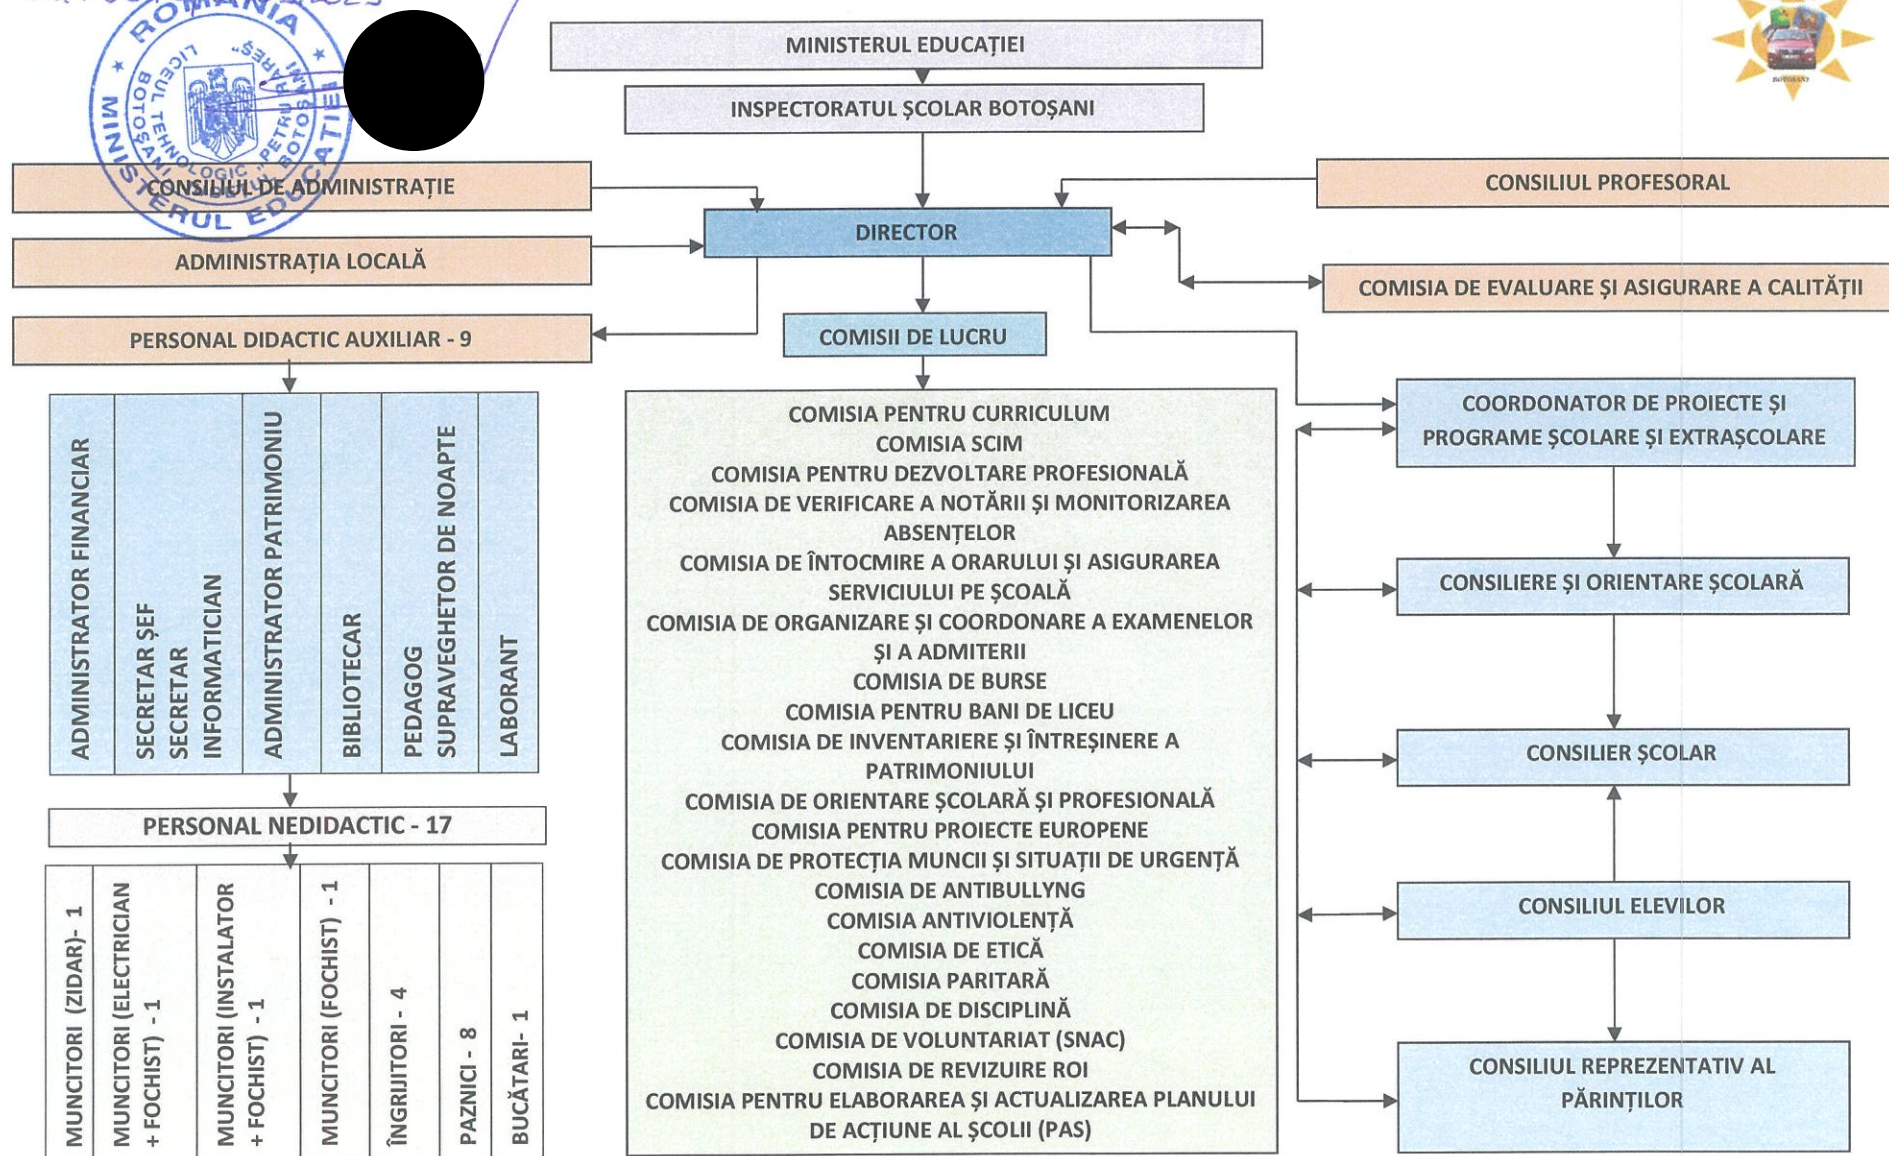 ROMÂNIA
MINISTERUL EDUCAȚIEI
LICEUL TEHNOLOGIC „PETRU RAREȘ”
BOTOȘANI
BOTOȘANI
MINISTERUL EDUCAȚIEI
INSPECTORATUL ȘCOLAR BOTOȘANI
CONSILIUL DE ADMINISTRAȚIE
CONSILIUL PROFESORAL
DIRECTOR
ADMINISTRAȚIA LOCALĂ
COMISIA DE EVALUARE ȘI ASIGURARE A CALITĂȚII
PERSONAL DIDACTIC AUXILIAR - 9
COMISII DE LUCRU
ADMINISTRATOR FINANCIAR
SECRETAR ȘEF
SECRETAR
INFORMATICIAN
ADMINISTRATOR PATRIMONIU
BIBLIOTECAR
PEDAGOG
SUPRAVEGHETOR DE NOAPTE
LABORANT
PERSONAL NEDIDACTIC - 17
MUNCITORI (ZIDAR)- 1
MUNCITORI (ELECTRICIAN
+ FOCHIST) - 1
MUNCITORI (INSTALATOR
+ FOCHIST) - 1
MUNCITORI (FOCHIST) - 1
ÎNGRIJITORI - 4
PAZNICI - 8
BUCĂTARI- 1
COMISIA PENTRU CURRICULUM
COMISIA SCIM
COMISIA PENTRU DEZVOLTARE PROFESIONALĂ
COMISIA DE VERIFICARE A NOTĂRII ȘI MONITORIZAREA
ABSENȚELOR
COMISIA DE ÎNTOCMIRE A ORARULUI ȘI ASIGURAREA
SERVICIULUI PE ȘCOALĂ
COMISIA DE ORGANIZARE ȘI COORDONARE A EXAMENELOR
ȘI A ADMITERII
COMISIA DE BURSE
COMISIA PENTRU BANI DE LICEU
COMISIA DE INVENTARIERE ȘI ÎNTREȘINERE A
PATRIMONIULUI
COMISIA DE ORIENTARE ȘCOLARĂ ȘI PROFESIONALĂ
COMISIA PENTRU PROIECTE EUROPENE
COMISIA DE PROTECȚIA MUNCII ȘI SITUAȚII DE URGENȚĂ
COMISIA DE ANTIBULLYNG
COMISIA ANTIVIOLENȚĂ
COMISIA DE ETICĂ
COMISIA PARITARĂ
COMISIA DE DISCIPLINĂ
COMISIA DE VOLUNTARIAT (SNAC)
COMISIA DE REVIZUIRE ROI
COMISIA PENTRU ELABORAREA ȘI ACTUALIZAREA PLANULUI
DE ACȚIUNE AL ȘCOLII (PAS)
COORDONATOR DE PROIECTE ȘI
PROGRAME ȘCOLARE ȘI EXTRAȘCOLARE
CONSILIERE ȘI ORIENTARE ȘCOLARĂ
CONSILIER ȘCOLAR
CONSILIUL ELEVILOR
CONSILIUL REPREZENTATIV AL
PĂRINȚILOR